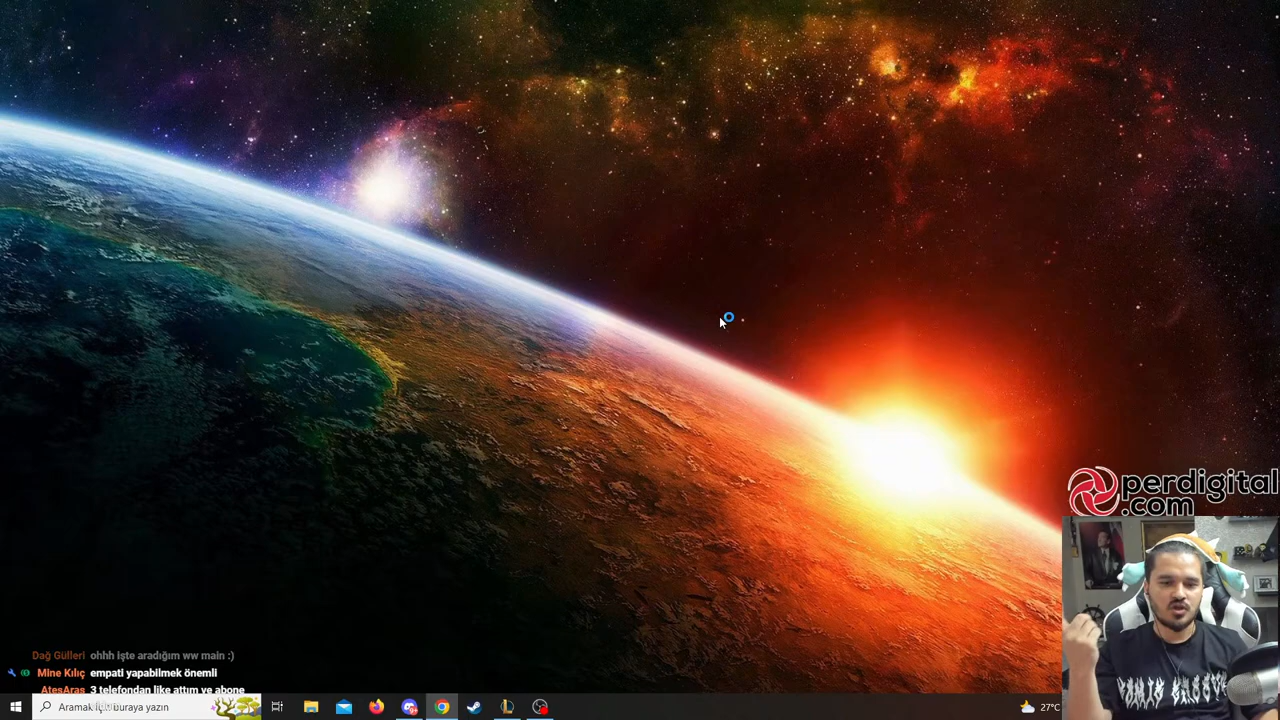 perdigital
.com
Dağ Gülleri ohhh işte aradığım ww main :)
Mine Kılıç empati yapabilmek önemli
AteşAras 3 telefondan like attım ve abone
Aramak için buraya yazın
27°C